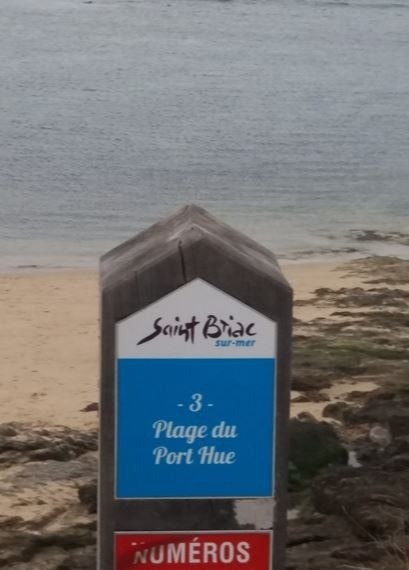 Saint Briac
sur-mer
- 3 -
Plage du
Port Hue
NUMÉROS